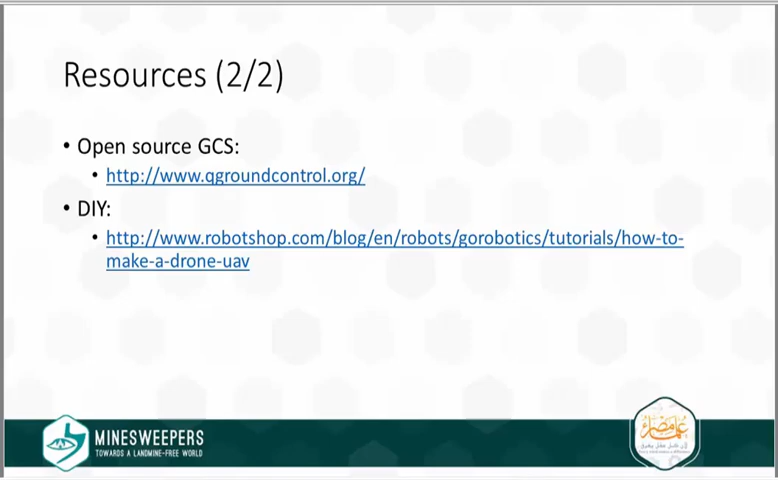 Resources (2/2)
• Open source GCS:
• http://www.qgroundcontrol.org/
• DIY:
• http://www.robotshop.com/blog/en/robots/gorobotics/tutorials/how-to-
make-a-drone-uav
MINESWEEPERS
TOWARDS A LANDMINE-FREE WORLD